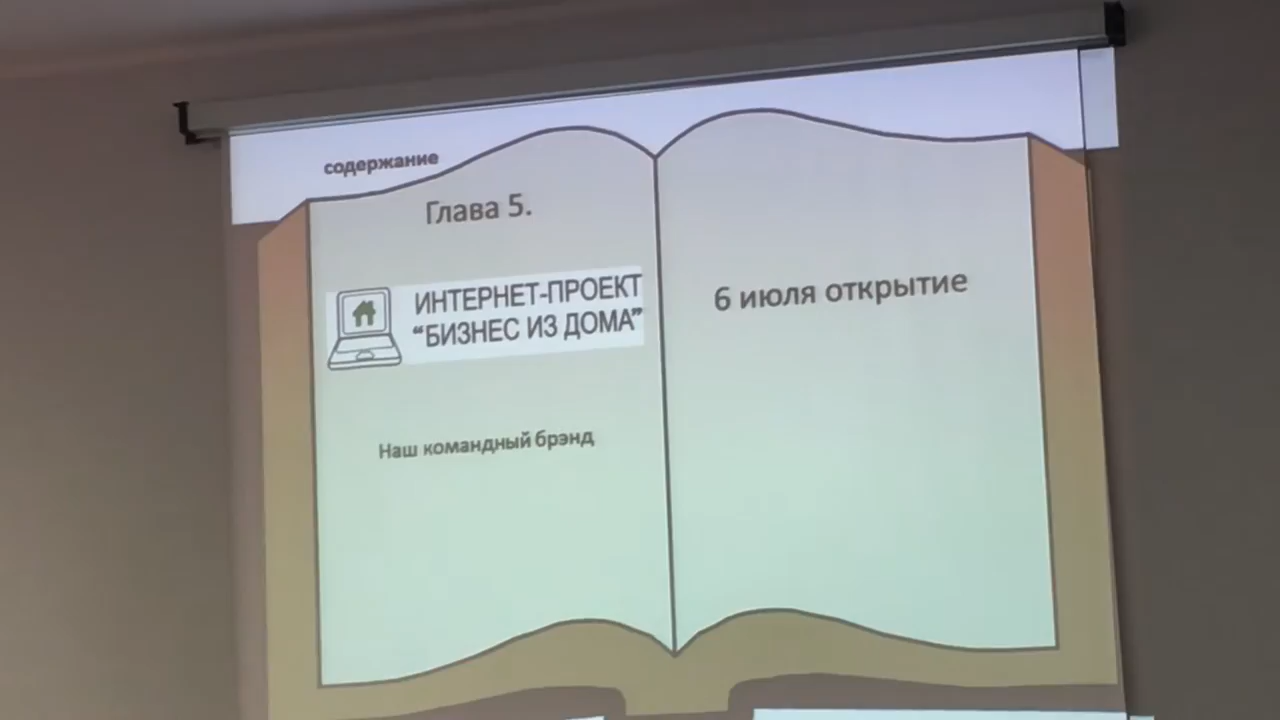 содержание
Глава 5.
ИНТЕРНЕТ-ПРОЕКТ
“БИЗНЕС ИЗ ДОМА”
Наш командный брэнд
6 июля открытие